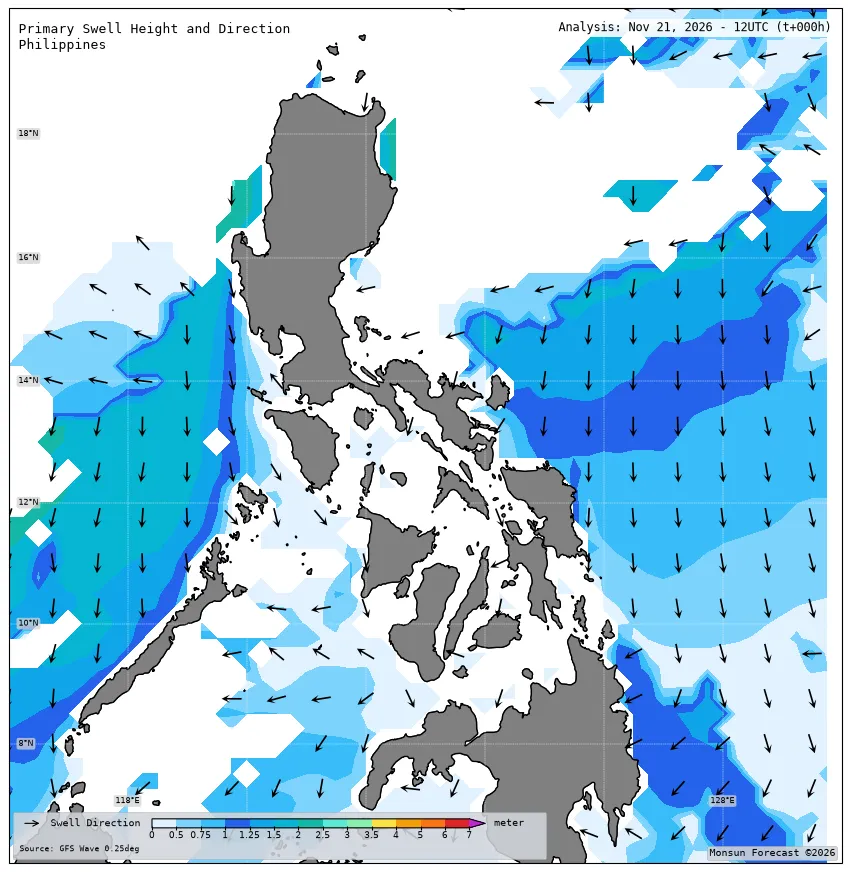 Primary Swell Height and Direction
Philippines
Analysis: Nov 21, 2026 - 12UTC (t+000h)
18°N
16°N
14°N
12°N
10°N
8°N
118°E
128°E
Swell Direction
0 0.5 0.75 1 1.25 1.5 2 2.5 3 3.5 4 5 6 7
meter
Source: GFS Wave 0.25deg
Monsun Forecast ©2026